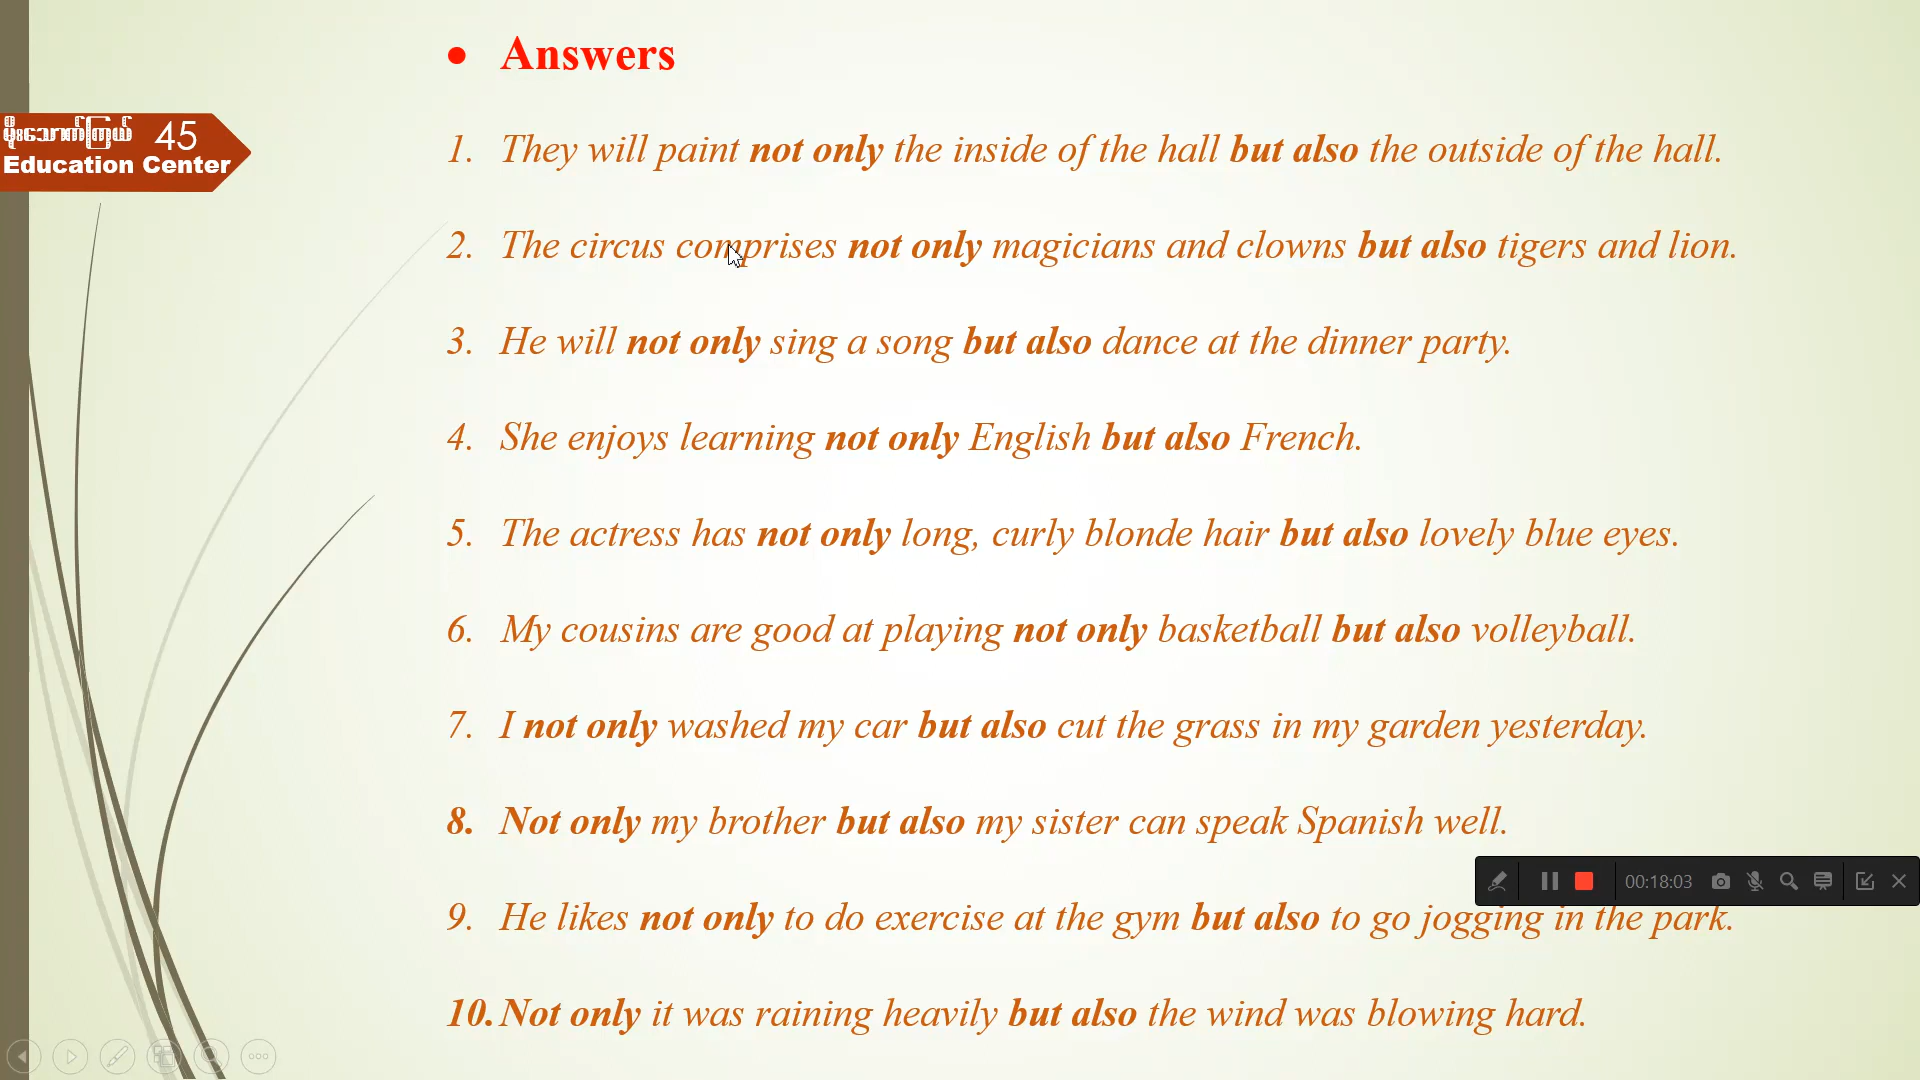 • Answers
45
Education Center
1. They will paint not only the inside of the hall but also the outside of the hall.
2. The circus comprises not only magicians and clowns but also tigers and lion.
3. He will not only sing a song but also dance at the dinner party.
4. She enjoys learning not only English but also French.
5. The actress has not only long, curly blonde hair but also lovely blue eyes.
6. My cousins are good at playing not only basketball but also volleyball.
7. I not only washed my car but also cut the grass in my garden yesterday.
8. Not only my brother but also my sister can speak Spanish well.
00:18:03
9. He likes not only to do exercise at the gym but also to go jogging in the park.
10. Not only it was raining heavily but also the wind was blowing hard.